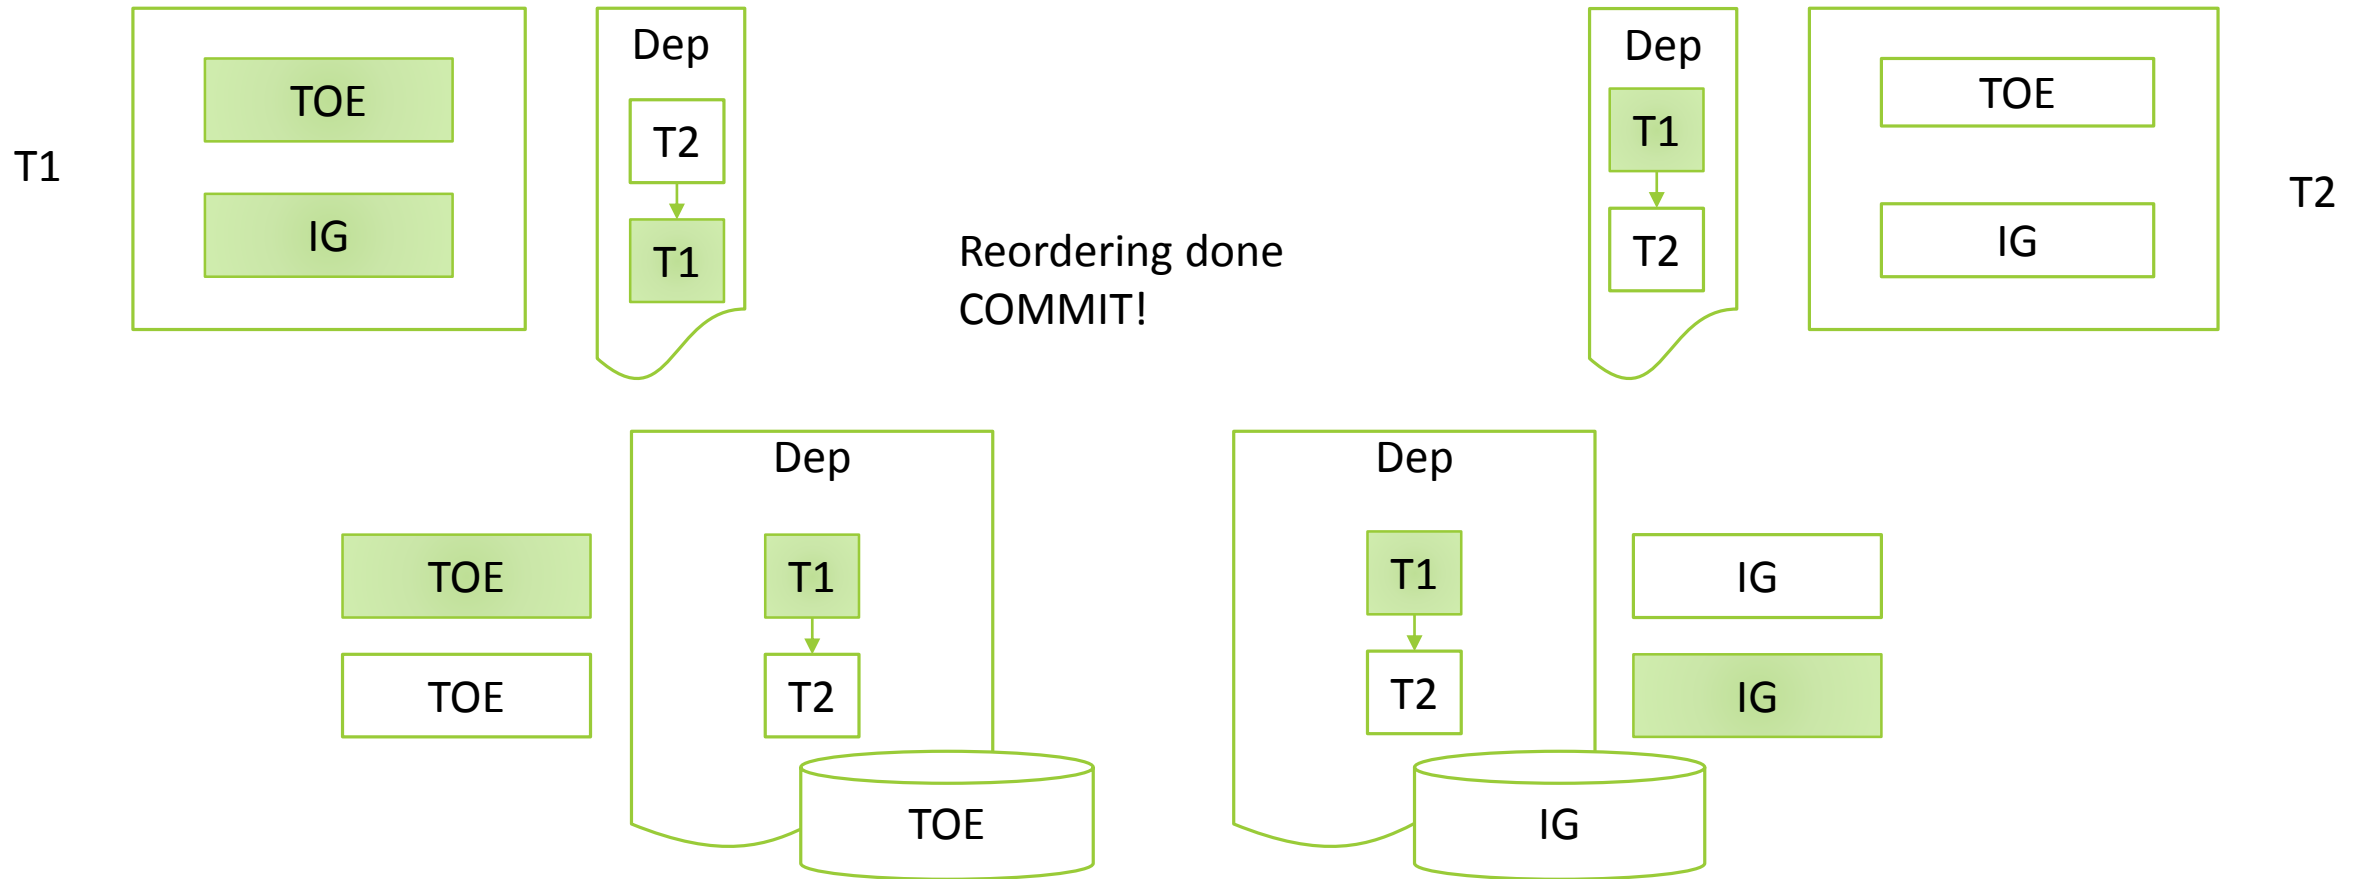 T1
TOE
IG
Dep
T2
T1
Reordering done
COMMIT!
Dep
T1
T2
TOE
IG
T2
TOE
TOE
Dep
T1
T2
TOE
Dep
T1
T2
IG
IG
IG